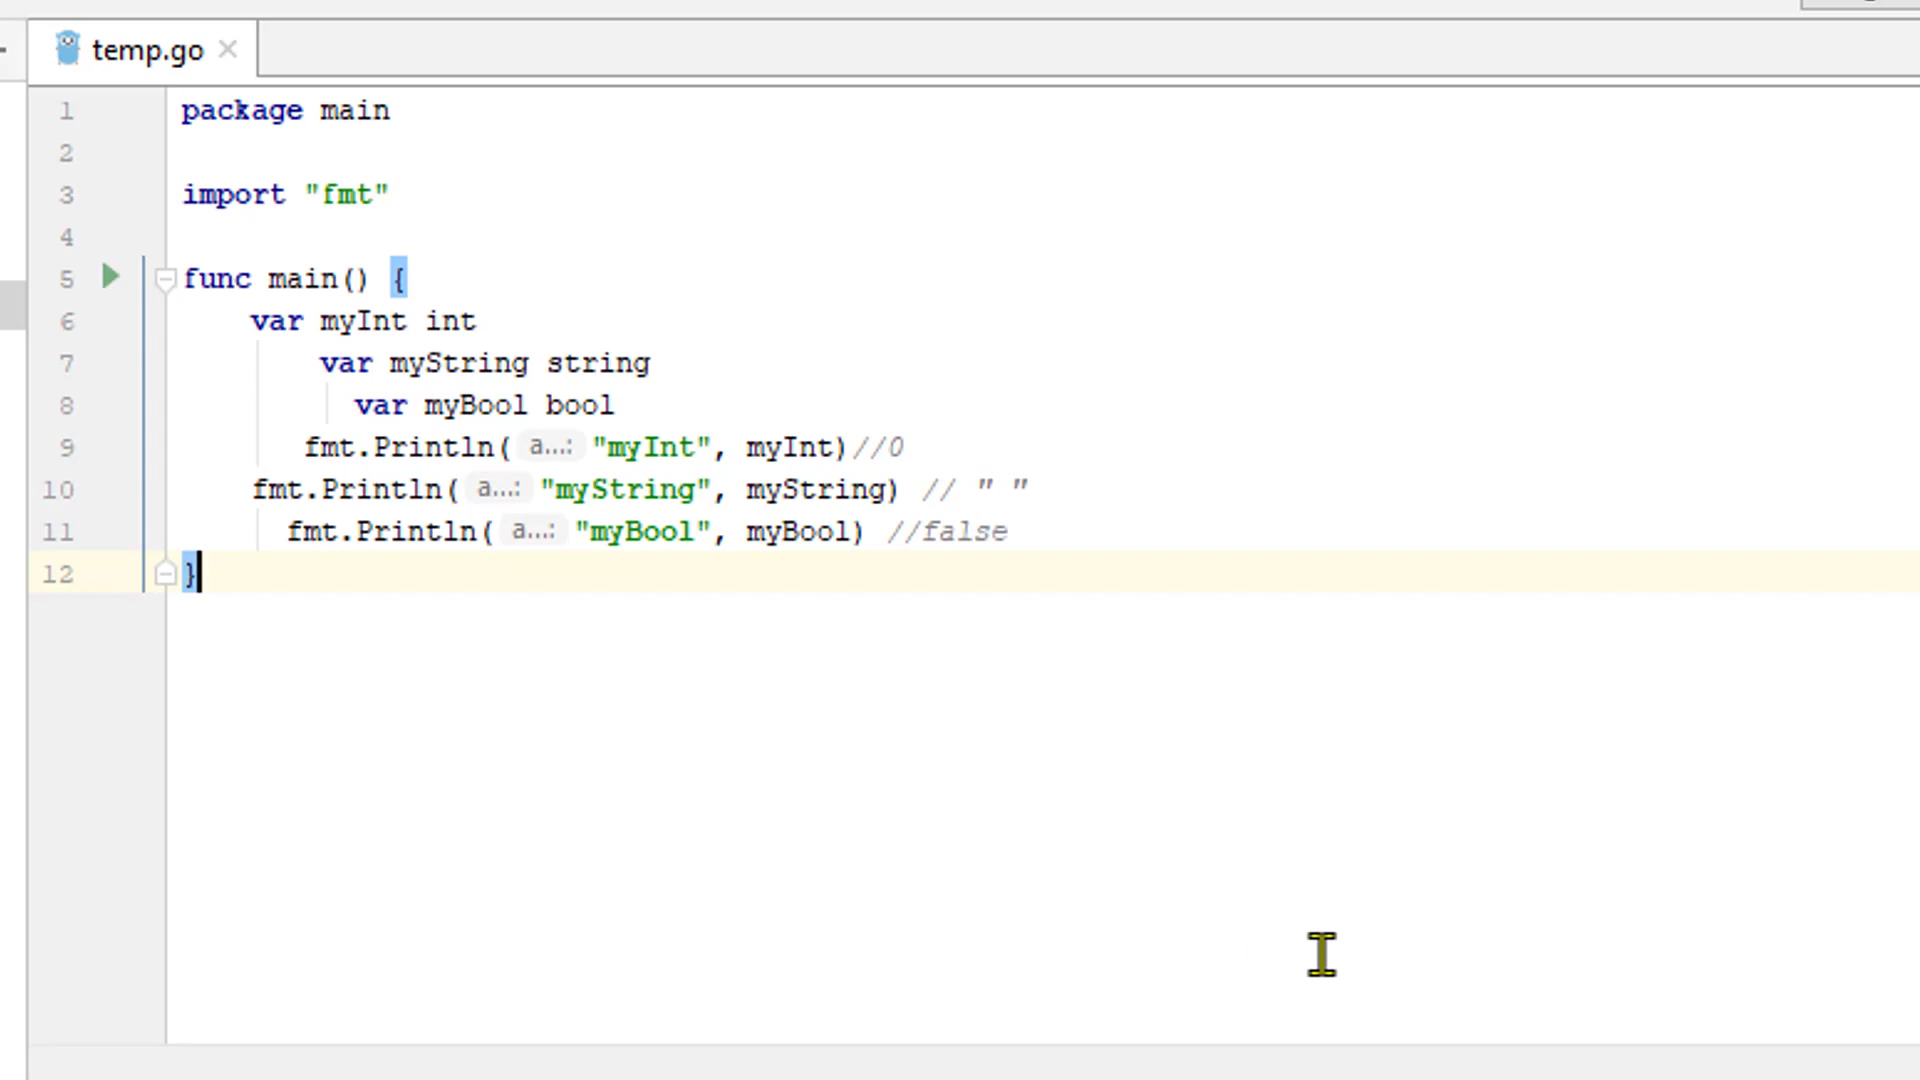 temp.go
1 package main
2
3 import "fmt"
4
5 func main() {
6 var myInt int
7 var myString string
8 var myBool bool
9 fmt.Println( a...: "myInt", myInt)//0
10 fmt.Println( a...: "myString", myString) // " "
11 fmt.Println( a...: "myBool", myBool) //false
12 }